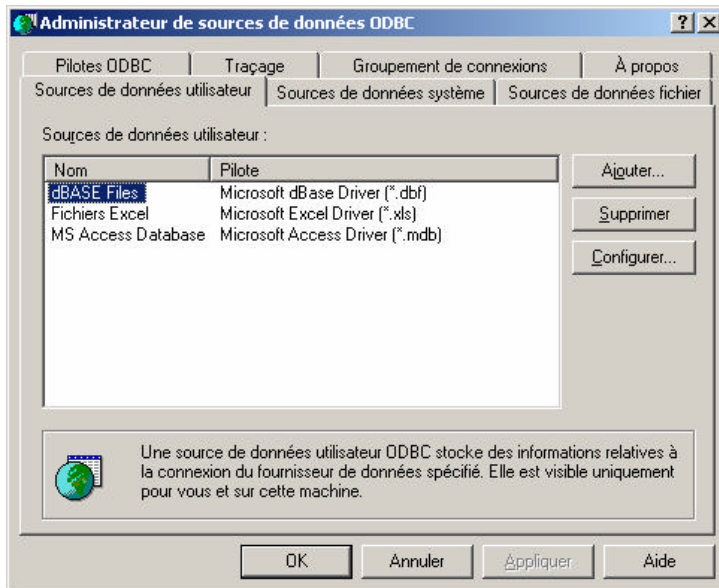 Administrateur de sources de données ODBC
Pilotes ODBC Traçage Groupement de connexions À propos
Sources de données utilisateur Sources de données système Sources de données fichier
Sources de données utilisateur :
Nom Pilote
dBASE Files Microsoft dBase Driver (*.dbf)
Fichiers Excel Microsoft Excel Driver (*.xls)
MS Access Database Microsoft Access Driver (*.mdb)
Ajouter...
Supprimer
Configurer...
Une source de données utilisateur ODBC stocke des informations relatives à
la connexion du fournisseur de données spécifié. Elle est visible uniquement
pour vous et sur cette machine.
OK Annuler Appliquer Aide